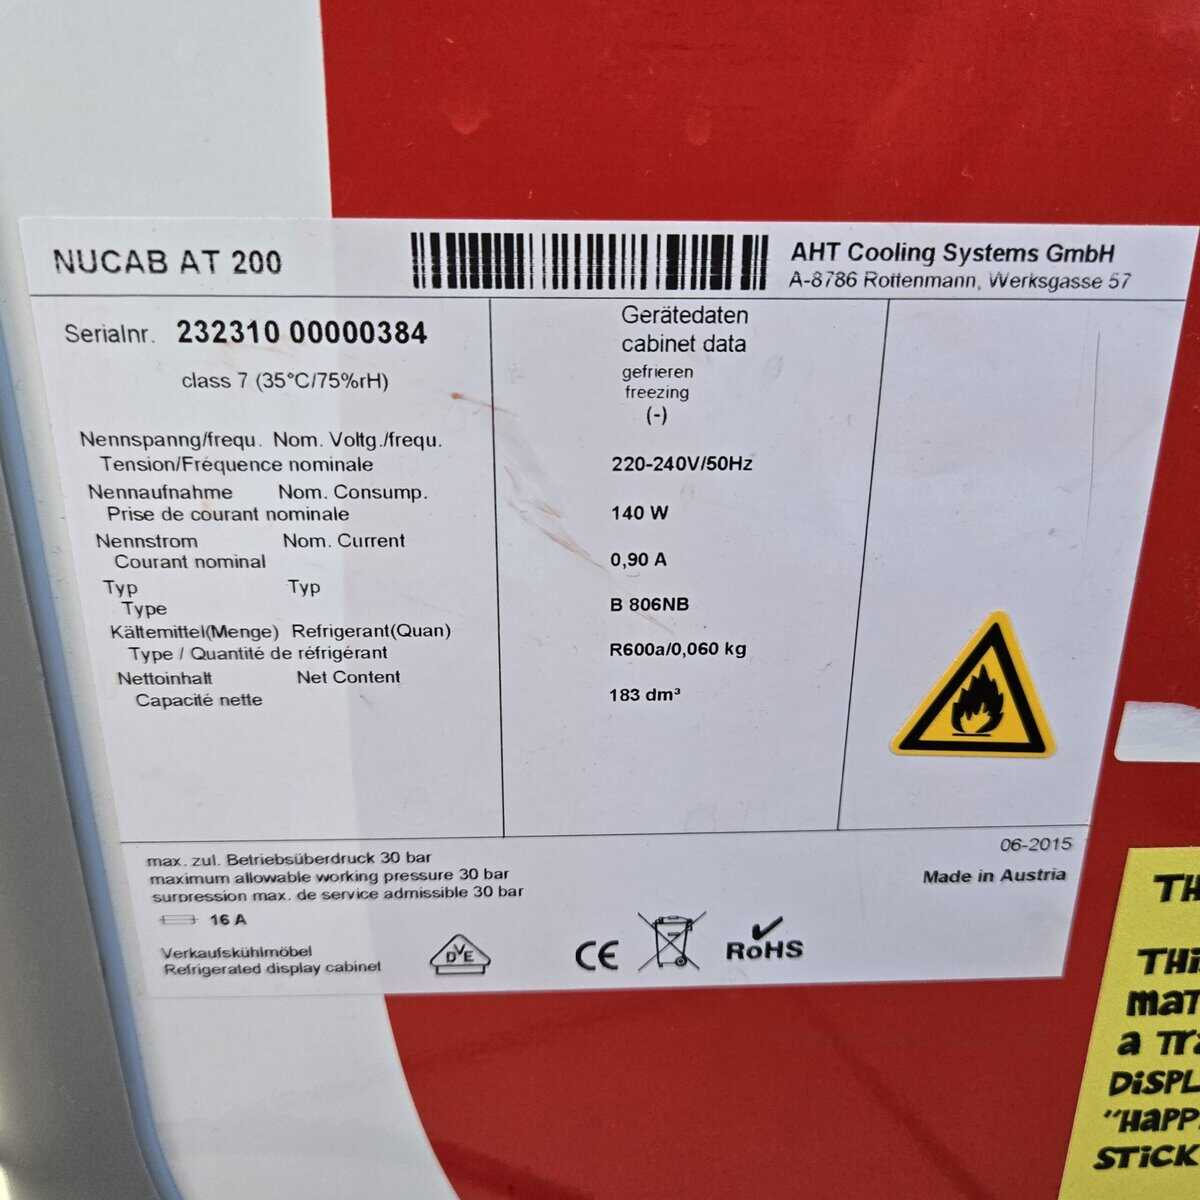 NUCAB AT 200
AHT Cooling Systems GmbH
A-8786 Rottenmann, Werksgasse 57
Serialnr. 232310 00000384
class 7 (35°C/75%rH)
Gerätedaten
cabinet data
gefrieren
freezing
(-)
Nennspanng/frequ. Nom. Voltg./frequ.
Tension/Fréquence nominale 220-240V/50Hz
Nennaufnahme Nom. Consump.
Prise de courant nominale 140 W
Nennstrom Nom. Current
Courant nominal 0,90 A
Typ Typ
Type B 806NB
Kältemittel(Menge) Refrigerant(Quan)
Type / Quantité de réfrigérant R600a/0,060 kg
Nettoinhalt Net Content
Capacité nette 183 dm³
max. zul. Betriebsüberdruck 30 bar
maximum allowable working pressure 30 bar
surpression max. de service admissible 30 bar
16 A
Verkaufskühlmöbel
Refrigerated display cabinet
06-2015
Made in Austria
DVE
CE
RoHS
THi
maT
a Tra
DiSPL
"HaPP
STiCK